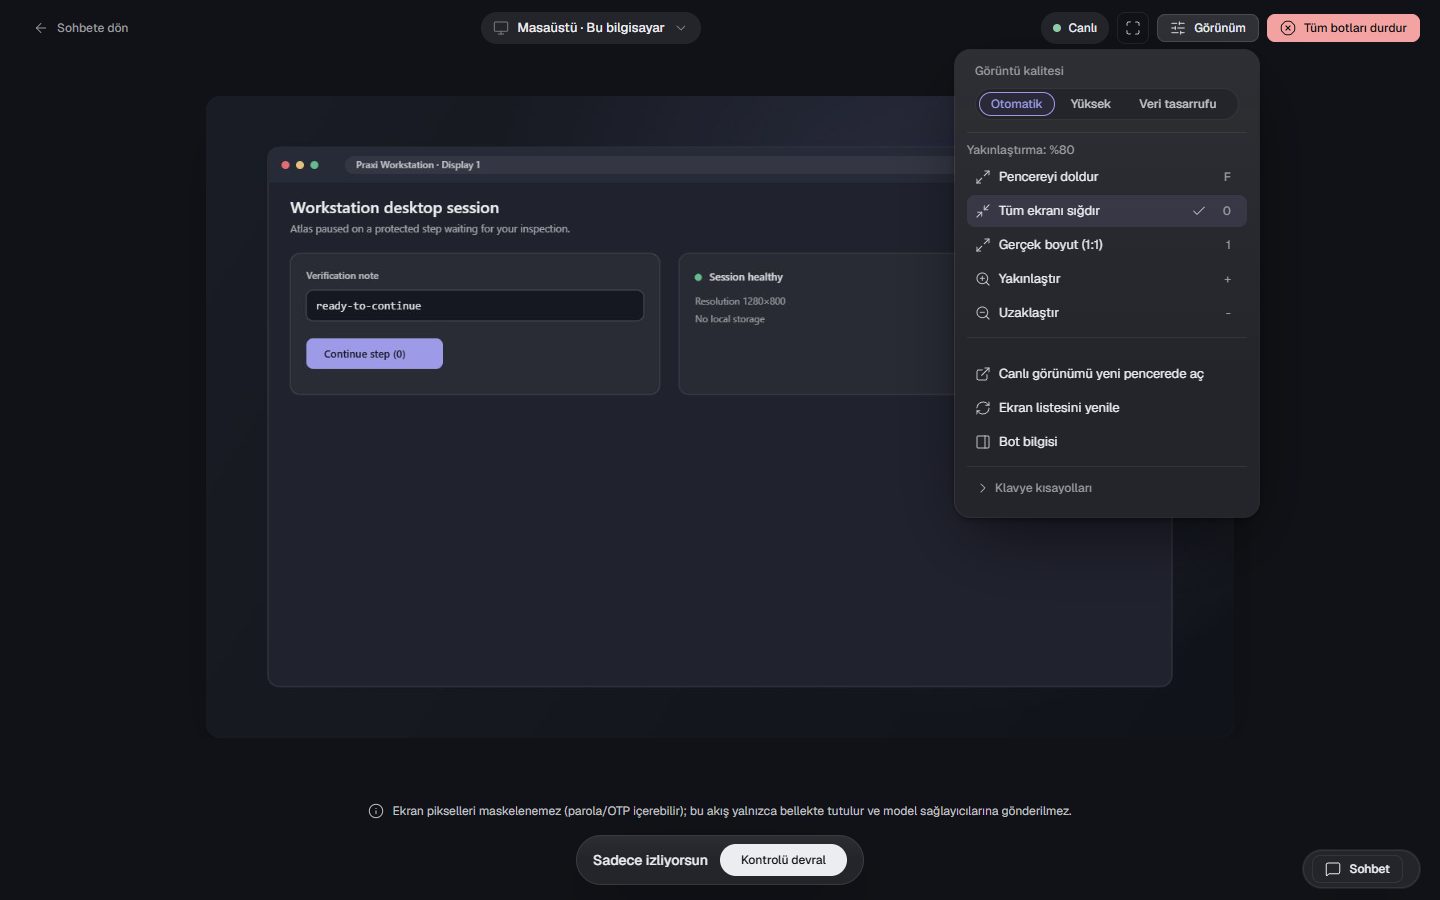 Sohbete dön
Masaüstü · Bu bilgisayar
Canlı
Görünüm
Tüm botları durdur
Görüntü kalitesi
Otomatik
Yüksek
Veri tasarrufu
Yakınlaştırma: %80
Pencereyi doldur F
Tüm ekranı sığdır 0
Gerçek boyut (1:1) 1
Yakınlaştır +
Uzaklaştır -
Canlı görünümü yeni pencerede aç
Ekran listesini yenile
Bot bilgisi
Klavye kısayolları
Praxi Workstation · Display 1
Workstation desktop session
Atlas paused on a protected step waiting for your inspection.
Verification note
ready-to-continue
Continue step (0)
Session healthy
Resolution 1280×800
No local storage
Ekran pikselleri maskelenemez (parola/OTP içerebilir); bu akış yalnızca bellekte tutulur ve model sağlayıcılarına gönderilmez.
Sadece izliyorsun
Kontrolü devral
Sohbet